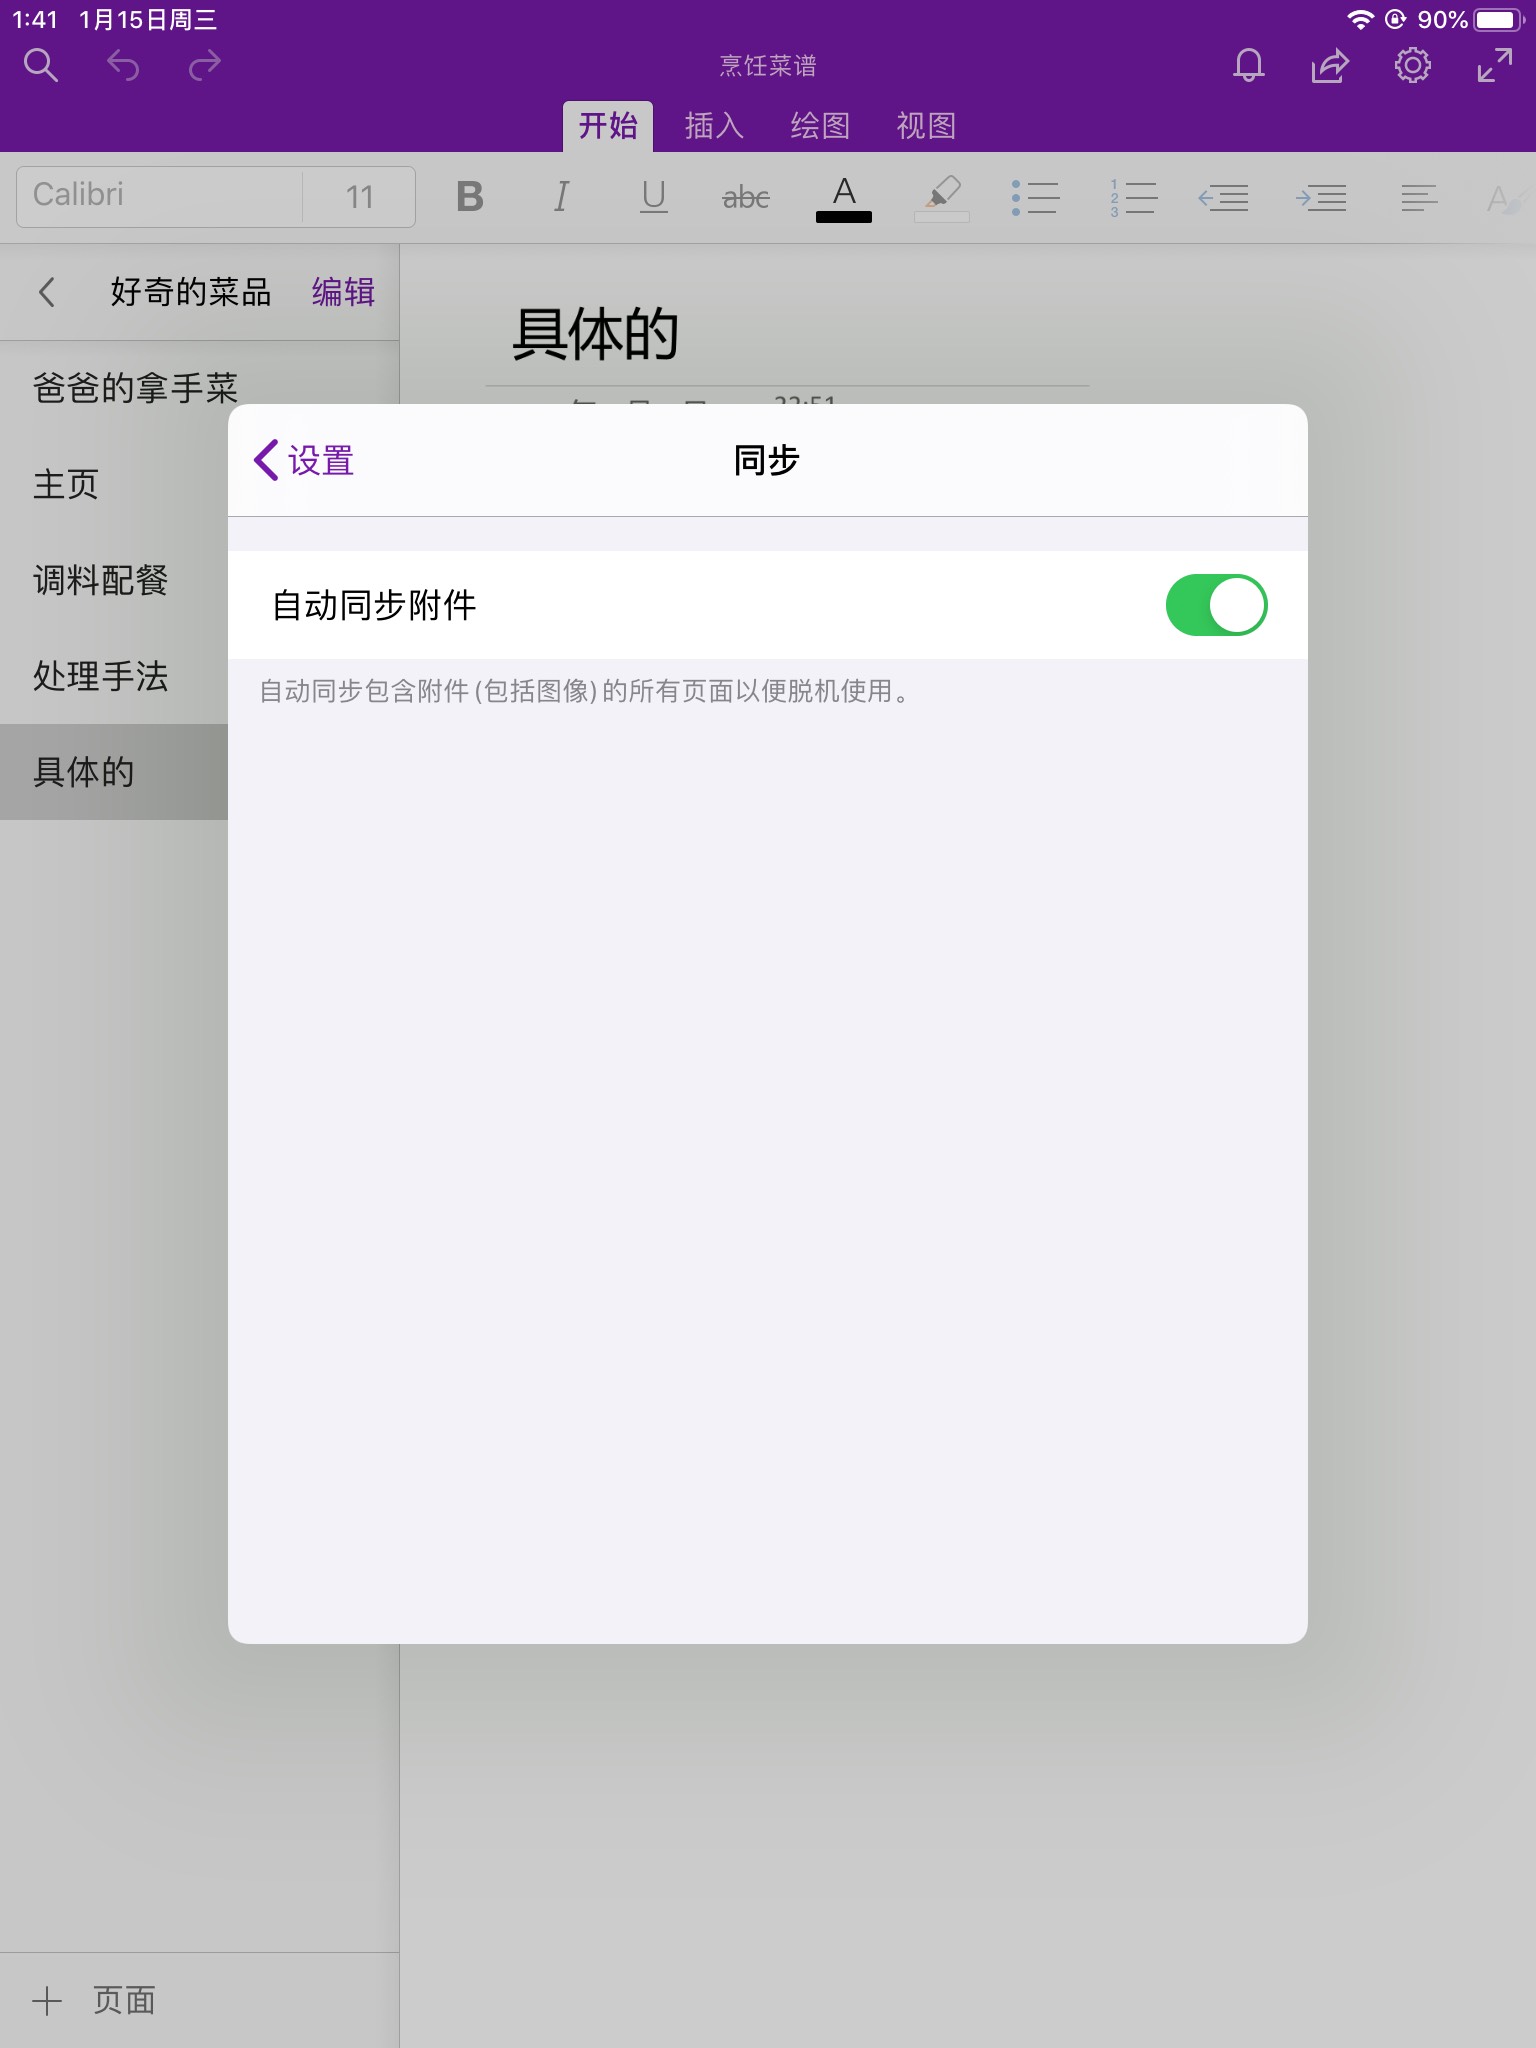 1:41 1月15日周三 90%
烹饪菜谱
开始 插入 绘图 视图
Calibri 11 B I U abc A
好奇的菜品 编辑
具体的
爸爸的拿手菜
22:51
主页
调料配餐
处理手法
具体的
设置 同步
自动同步附件
自动同步包含附件(包括图像)的所有页面以便脱机使用。
页面